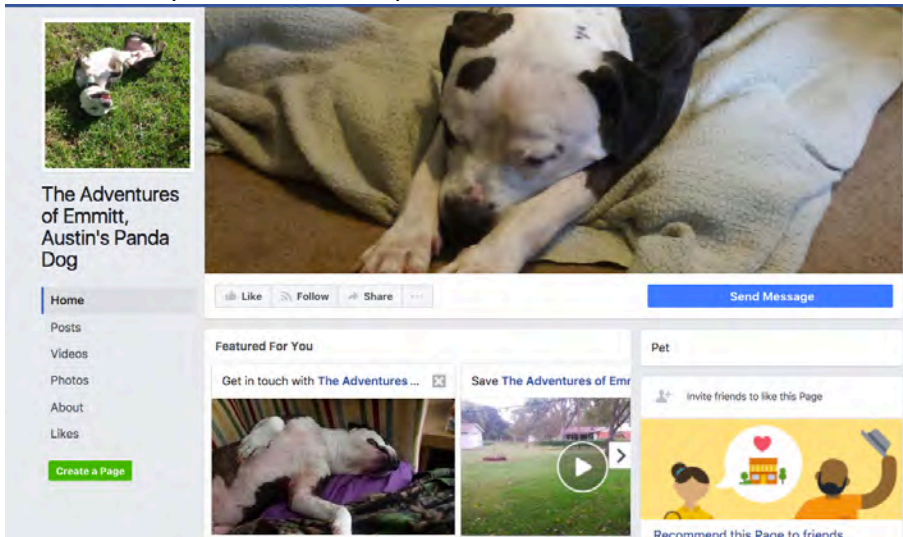 The Adventures
of Emmitt,
Austin's Panda
Dog
Home
Posts
Videos
Photos
About
Likes
Create a Page
Like Follow Share ...
Send Message
Featured For You
Get in touch with The Adventures ...
Save The Adventures of Emm
Pet
Invite friends to like this Page
Recommend this Page to friends